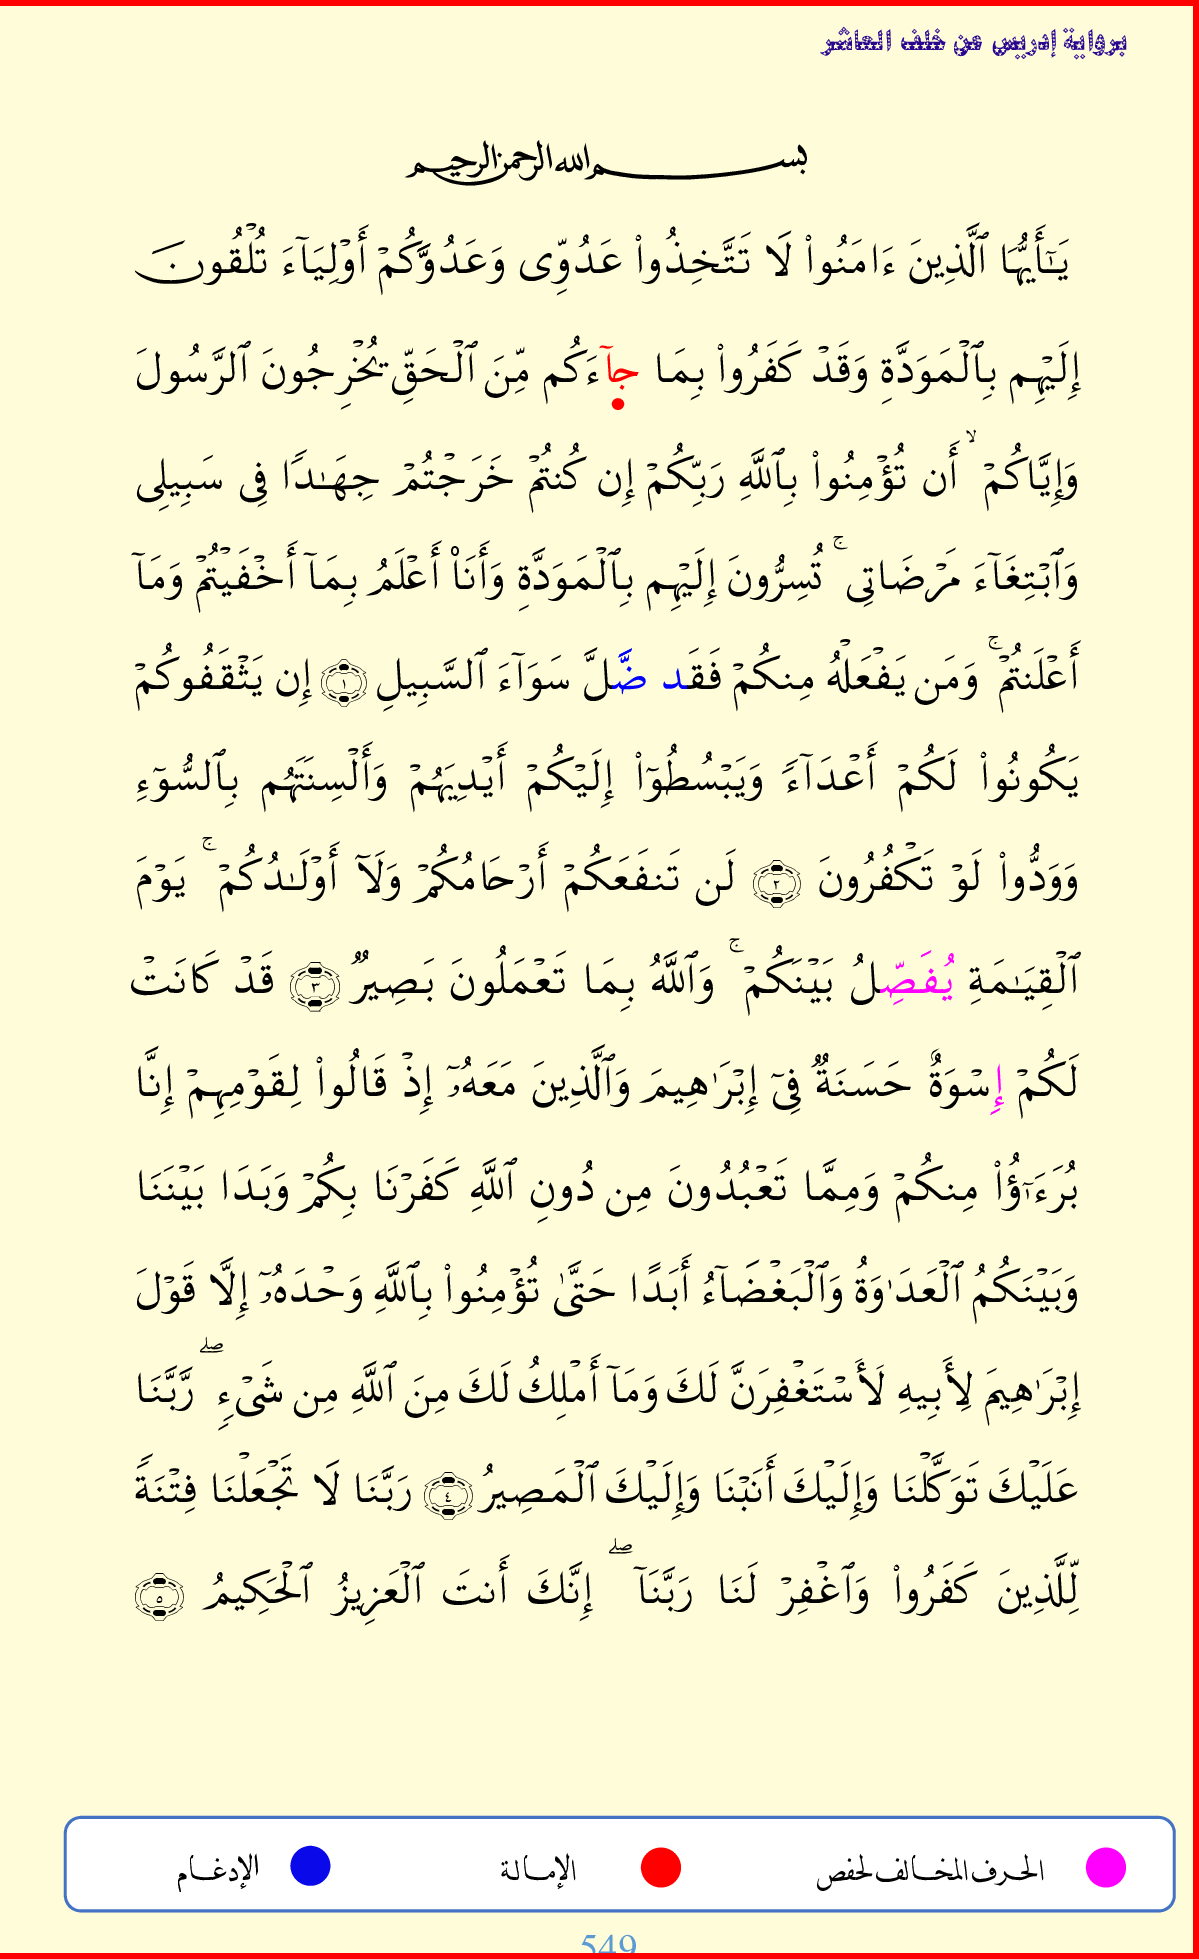 برواية إدريس عن خلف العاشر
بسم الله الرحمن الرحيم
يَـٰٓأَيُّهَا ٱلَّذِينَ ءَامَنُوا۟ لَا تَتَّخِذُوا۟ عَدُوِّى وَعَدُوَّكُمْ أَوْلِيَآءَ تُلْقُونَ
إِلَيْهِم بِٱلْمَوَدَّةِ وَقَدْ كَفَرُوا۟ بِمَا جآءَكُم مِّنَ ٱلْحَقِّ يُخْرِجُونَ ٱلرَّسُولَ
وَإِيَّاكُمْ ۙ أَن تُؤْمِنُوا۟ بِٱللَّهِ رَبِّكُمْ إِن كُنتُمْ خَرَجْتُمْ جِهَـٰدًا فِى سَبِيلِى
وَٱبْتِغَآءَ مَرْضَاتِى ۚ تُسِرُّونَ إِلَيْهِم بِٱلْمَوَدَّةِ وَأَنَا۠ أَعْلَمُ بِمَآ أَخْفَيْتُمْ وَمَآ
أَعْلَنتُمْ ۚ وَمَن يَفْعَلْهُ مِنكُمْ فَقَد ضَّلَّ سَوَآءَ ٱلسَّبِيلِ ١ إِن يَثْقَفُوكُمْ
يَكُونُوا۟ لَكُمْ أَعْدَآءً وَيَبْسُطُوٓا۟ إِلَيْكُمْ أَيْدِيَهُمْ وَأَلْسِنَتَهُم بِٱلسُّوٓءِ
وَوَدُّوا۟ لَوْ تَكْفُرُونَ ٢ لَن تَنفَعَكُمْ أَرْحَامُكُمْ وَلَآ أَوْلَـٰدُكُمْ ۚ يَوْمَ
ٱلْقِيَـٰمَةِ يُفَصِّلُ بَيْنَكُمْ ۚ وَٱللَّهُ بِمَا تَعْمَلُونَ بَصِيرٌ ٣ قَدْ كَانَتْ
لَكُمْ إِسْوَةٌ حَسَنَةٌ فِىٓ إِبْرَٰهِيمَ وَٱلَّذِينَ مَعَهُۥٓ إِذْ قَالُوا۟ لِقَوْمِهِمْ إِنَّا
بُرَءَٰٓؤُا۟ مِنكُمْ وَمِمَّا تَعْبُدُونَ مِن دُونِ ٱللَّهِ كَفَرْنَا بِكُمْ وَبَدَا بَيْنَنَا
وَبَيْنَكُمُ ٱلْعَدَٰوَةُ وَٱلْبَغْضَآءُ أَبَدًا حَتَّىٰ تُؤْمِنُوا۟ بِٱللَّهِ وَحْدَهُۥٓ إِلَّا قَوْلَ
إِبْرَٰهِيمَ لِأَبِيهِ لَأَسْتَغْفِرَنَّ لَكَ وَمَآ أَمْلِكُ لَكَ مِنَ ٱللَّهِ مِن شَىْءٍ ۖ رَّبَّنَا
عَلَيْكَ تَوَكَّلْنَا وَإِلَيْكَ أَنَبْنَا وَإِلَيْكَ ٱلْمَصِيرُ ٤ رَبَّنَا لَا تَجْعَلْنَا فِتْنَةً
لِّلَّذِينَ كَفَرُوا۟ وَٱغْفِرْ لَنَا رَبَّنَآ ۖ إِنَّكَ أَنتَ ٱلْعَزِيزُ ٱلْحَكِيمُ ٥
الحرف المخالف لحفص الإمالة الإدغام
549